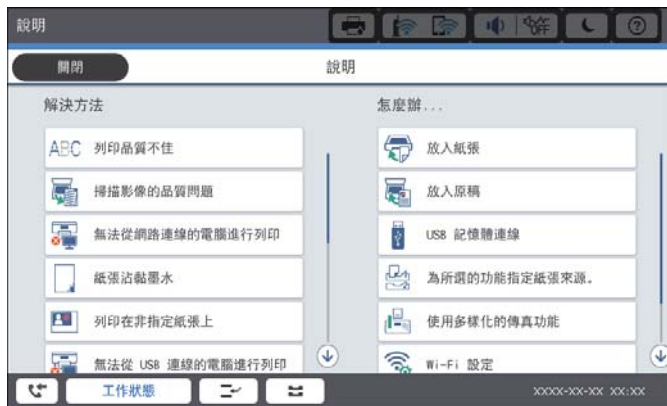 說明
關閉
說明
解決方法
ABC 列印品質不佳
掃描影像的品質問題
無法從網路連線的電腦進行列印
紙張沾黏墨水
列印在非指定紙張上
無法從 USB 連線的電腦進行列印
怎麼辦...
放入紙張
放入原稿
USB 記憶體連線
為所選的功能指定紙張來源。
使用多樣化的傳真功能
Wi-Fi 設定
工作狀態
XXXX-XX-XX XX:XX